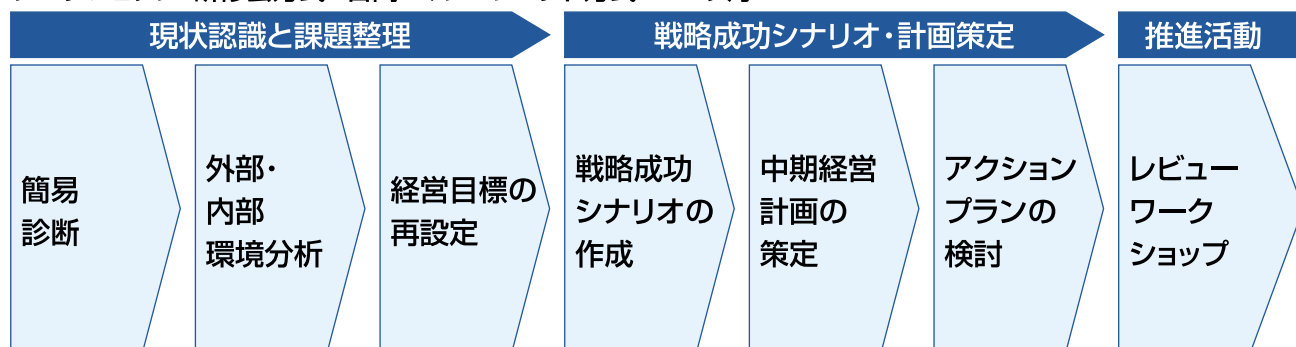 現状認識と課題整理
戦略成功シナリオ・計画策定
推進活動
簡易
診断
外部・
内部
環境分析
経営目標の
再設定
戦略成功
シナリオの
作成
中期経営
計画の
策定
アクション
プランの
検討
レビュー
ワーク
ショップ